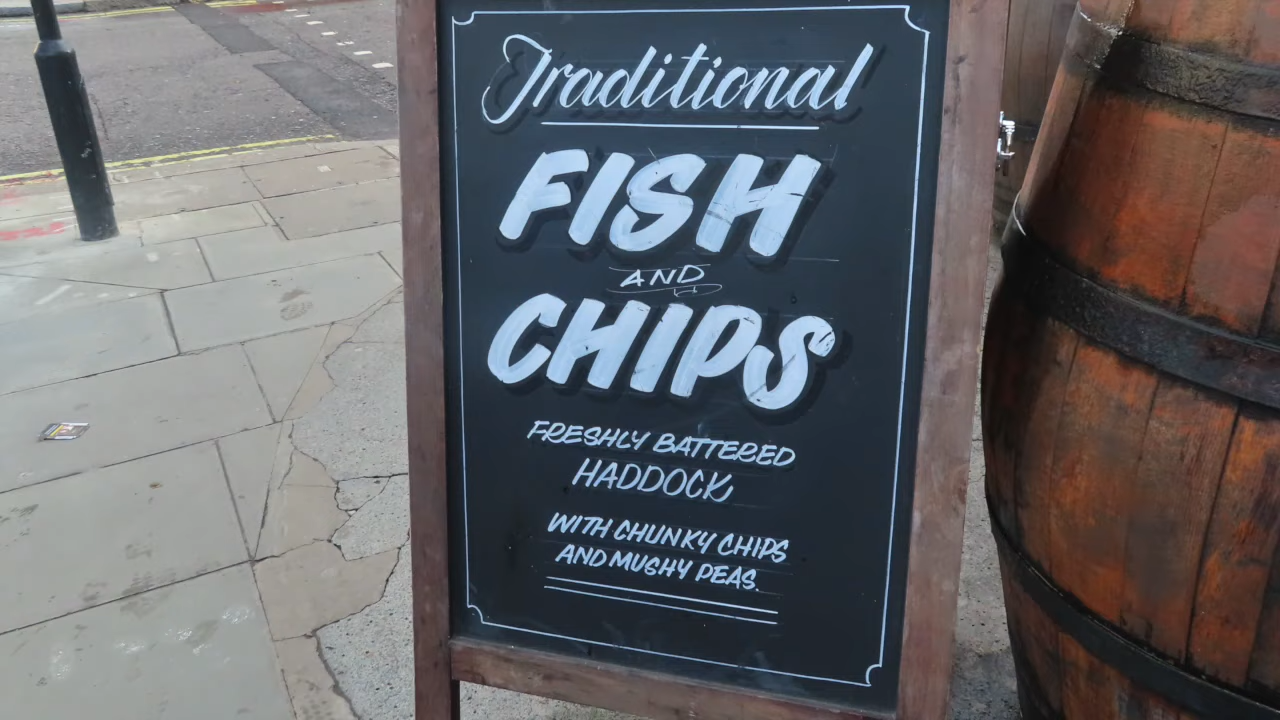 Traditional
FISH
AND
CHIPS
FRESHLY BATTERED
HADDOCK
WITH CHUNKY CHIPS
AND MUSHY PEAS.